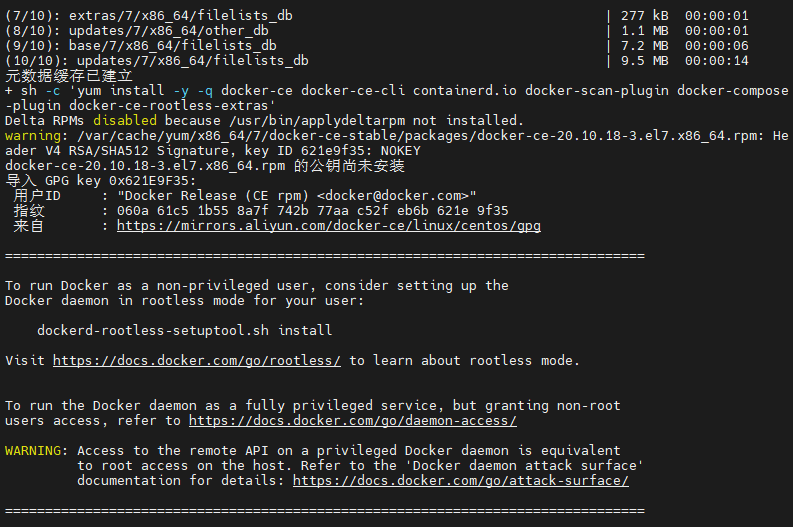 (7/10): extras/7/x86_64/filelists_db | 277 kB 00:00:01
(8/10): updates/7/x86_64/other_db | 1.1 MB 00:00:01
(9/10): base/7/x86_64/filelists_db | 7.2 MB 00:00:06
(10/10): updates/7/x86_64/filelists_db | 9.5 MB 00:00:14
元数据缓存已建立
+ sh -c 'yum install -y -q docker-ce docker-ce-cli containerd.io docker-scan-plugin docker-compose
-plugin docker-ce-rootless-extras'
Delta RPMs disabled because /usr/bin/applydeltarpm not installed.
warning: /var/cache/yum/x86_64/7/docker-ce-stable/packages/docker-ce-20.10.18-3.el7.x86_64.rpm: He
ader V4 RSA/SHA512 Signature, key ID 621e9f35: NOKEY
docker-ce-20.10.18-3.el7.x86_64.rpm 的公钥尚未安装
导入 GPG key 0x621E9F35:
用户ID : "Docker Release (CE rpm) <docker@docker.com>"
指纹 : 060a 61c5 1b55 8a7f 742b 77aa c52f eb6b 621e 9f35
来自 : https://mirrors.aliyun.com/docker-ce/linux/centos/gpg
================================================================================
To run Docker as a non-privileged user, consider setting up the
Docker daemon in rootless mode for your user:
dockerd-rootless-setuptool.sh install
Visit https://docs.docker.com/go/rootless/ to learn about rootless mode.
To run the Docker daemon as a fully privileged service, but granting non-root
users access, refer to https://docs.docker.com/go/daemon-access/
WARNING: Access to the remote API on a privileged Docker daemon is equivalent
to root access on the host. Refer to the 'Docker daemon attack surface'
documentation for details: https://docs.docker.com/go/attack-surface/
================================================================================